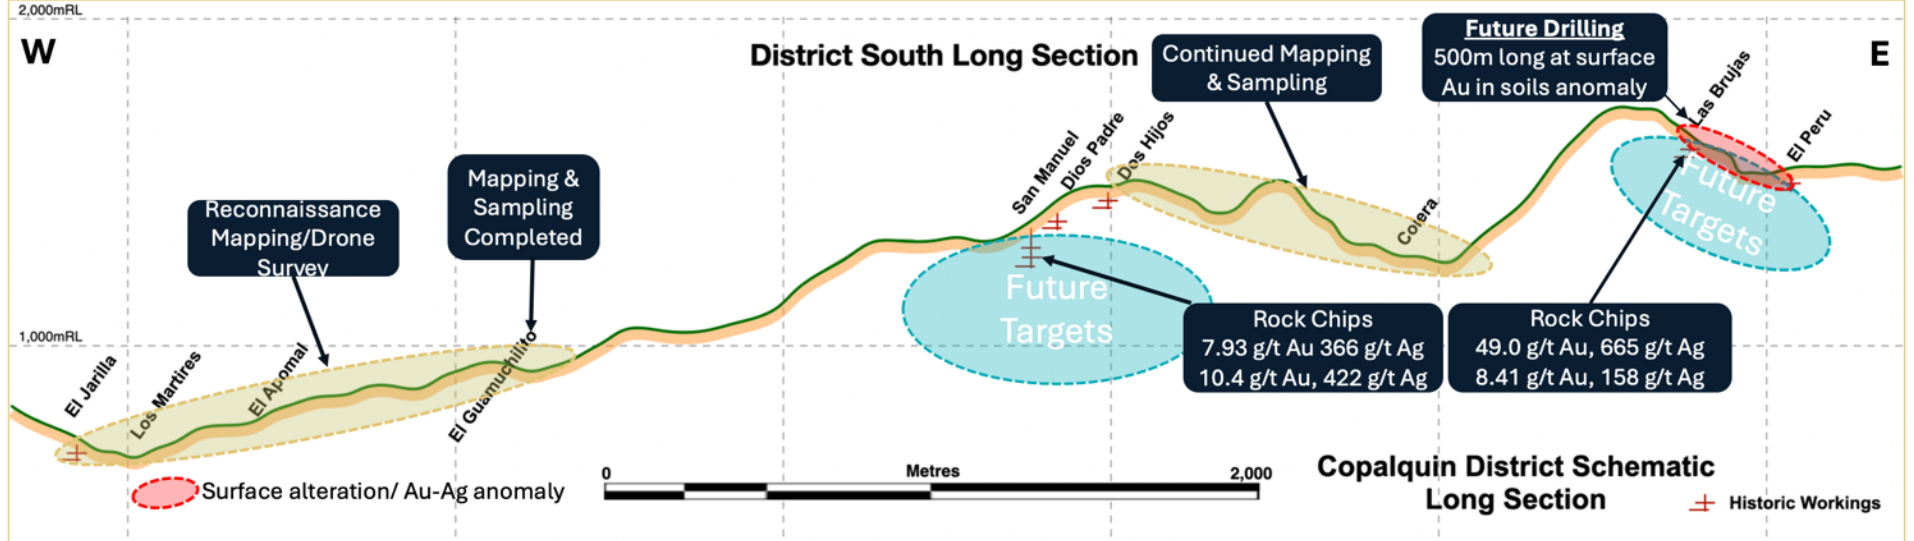 2,000mRL
W
District South Long Section
Continued Mapping
& Sampling
Future Drilling
500m long at surface
Au in soils anomaly
E
Las Brujas
El Peru
San Manuel
Dios Padre
Dos Hijos
Colera
Mapping &
Sampling
Completed
Reconnaissance
Mapping/Drone
Survey
Future
Targets
Future
Targets
1,000mRL
El Jarilla
Los Martires
El Apomal
El Guamuchilito
Rock Chips
7.93 g/t Au 366 g/t Ag
10.4 g/t Au, 422 g/t Ag
Rock Chips
49.0 g/t Au, 665 g/t Ag
8.41 g/t Au, 158 g/t Ag
Surface alteration/ Au-Ag anomaly
0
Metres
2,000
Copalquin District Schematic
Long Section
Historic Workings